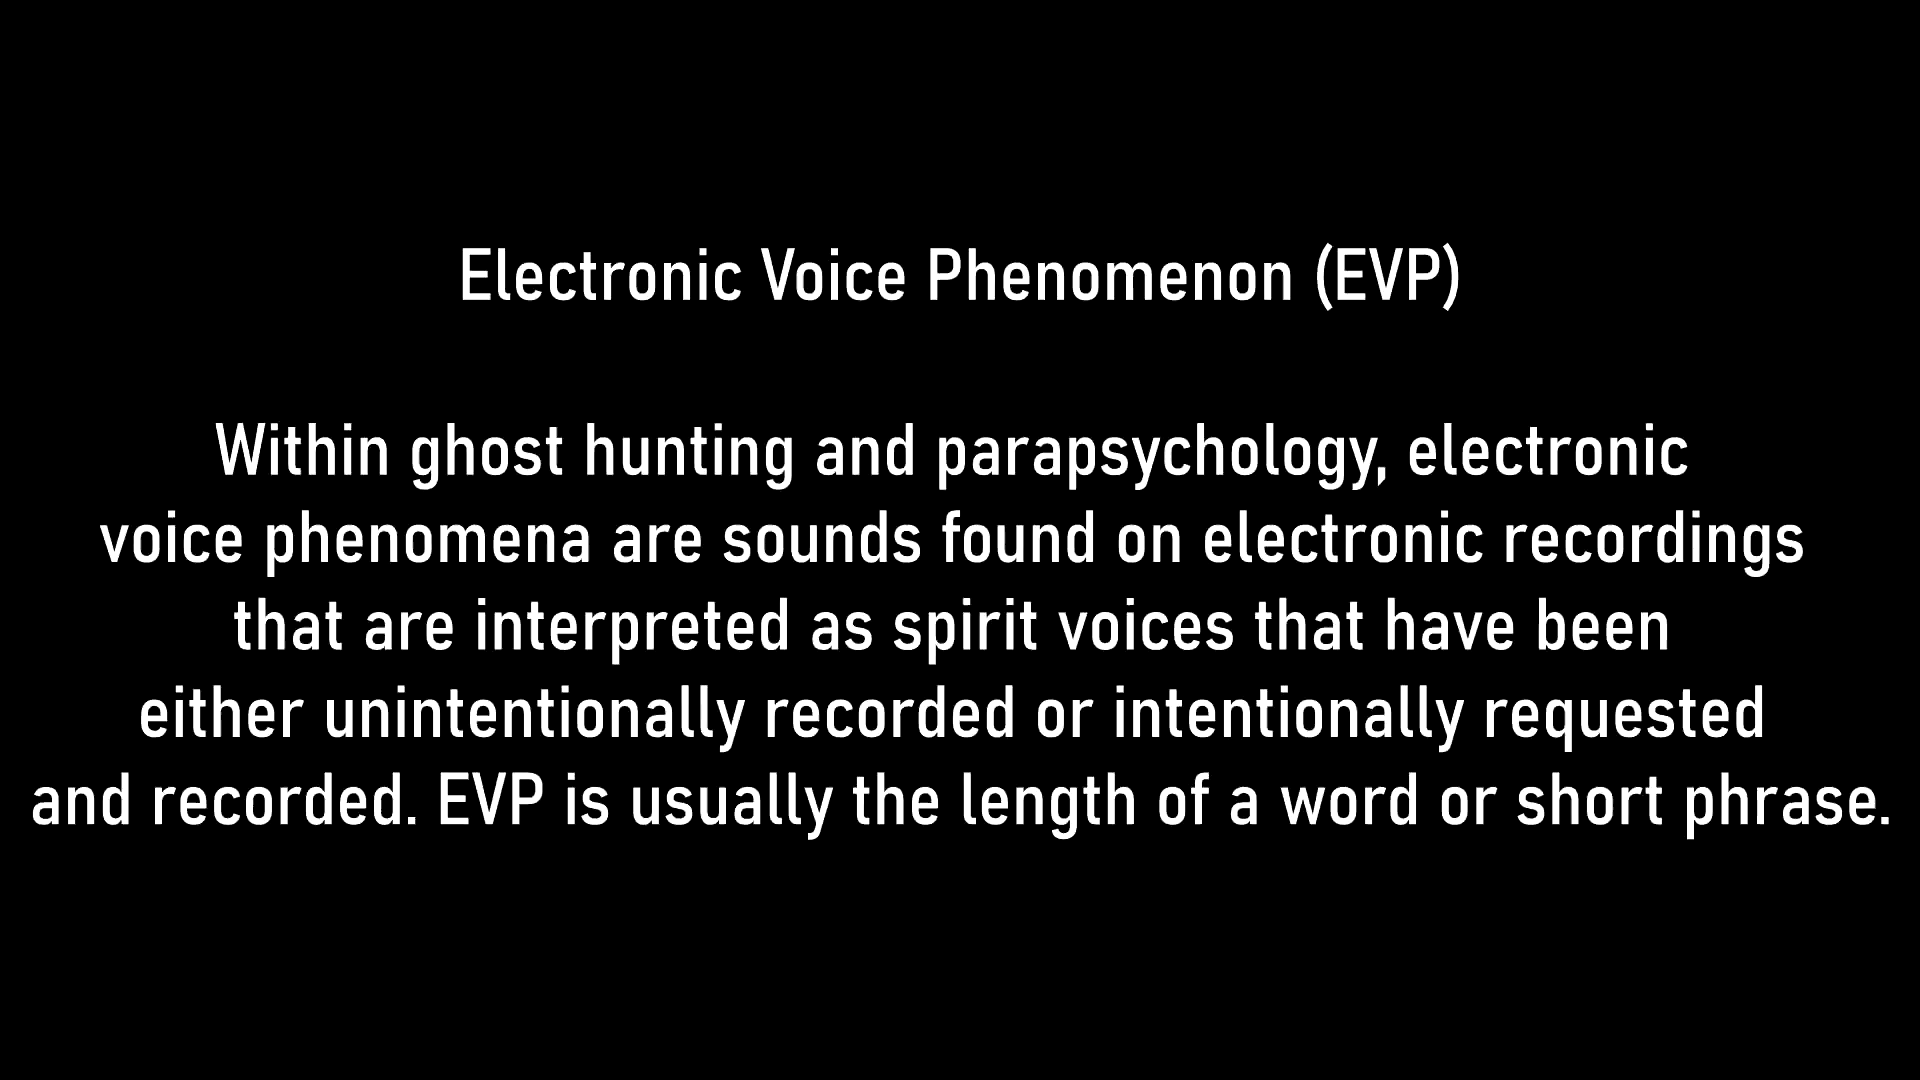 Electronic Voice Phenomenon (EVP)
Within ghost hunting and parapsychology, electronic
voice phenomena are sounds found on electronic recordings
that are interpreted as spirit voices that have been
either unintentionally recorded or intentionally requested
and recorded. EVP is usually the length of a word or short phrase.